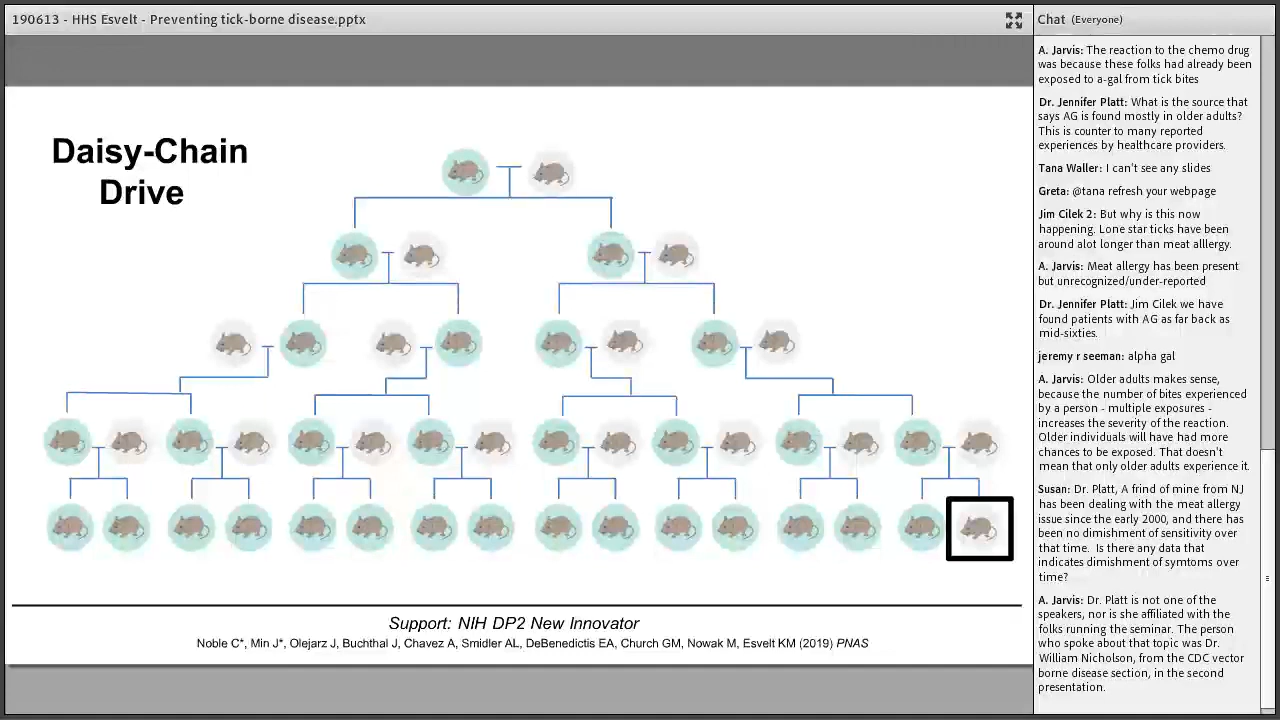 190613 - HHS Esvelt - Preventing tick-borne disease.pptx
Daisy-Chain
Drive
Support: NIH DP2 New Innovator
Noble C*, Min J*, Olejarz J, Buchthal J, Chavez A, Smidler AL, DeBenedictis EA, Church GM, Nowak M, Esvelt KM (2019) PNAS
Chat (Everyone)
A. Jarvis: The reaction to the chemo drug
was because these folks had already been
exposed to a-gal from tick bites
Dr. Jennifer Platt: What is the source that
says AG is found mostly in older adults?
This is counter to many reported
experiences by healthcare providers.
Tana Waller: I can't see any slides
Greta: @tana refresh your webpage
Jim Cilek 2: But why is this now
happening. Lone star ticks have been
around alot longer than meat alllergy.
A. Jarvis: Meat allergy has been present
but unrecognized/under-reported
Dr. Jennifer Platt: Jim Cilek we have
found patients with AG as far back as
mid-sixties.
jeremy r seeman: alpha gal
A. Jarvis: Older adults makes sense,
because the number of bites experienced
by a person - multiple exposures -
increases the severity of the reaction.
Older individuals will have had more
chances to be exposed. That doesn't
mean that only older adults experience it.
Susan: Dr. Platt, A frind of mine from NJ
has been dealing with the meat allergy
issue since the early 2000, and there has
been no dimishment of sensitivity over
that time. Is there any data that
indicates dimishment of symtoms over
time?
A. Jarvis: Dr. Platt is not one of the
speakers, nor is she affiliated with the
folks running the seminar. The person
who spoke about that topic was Dr.
William Nicholson, from the CDC vector
borne disease section, in the second
presentation.